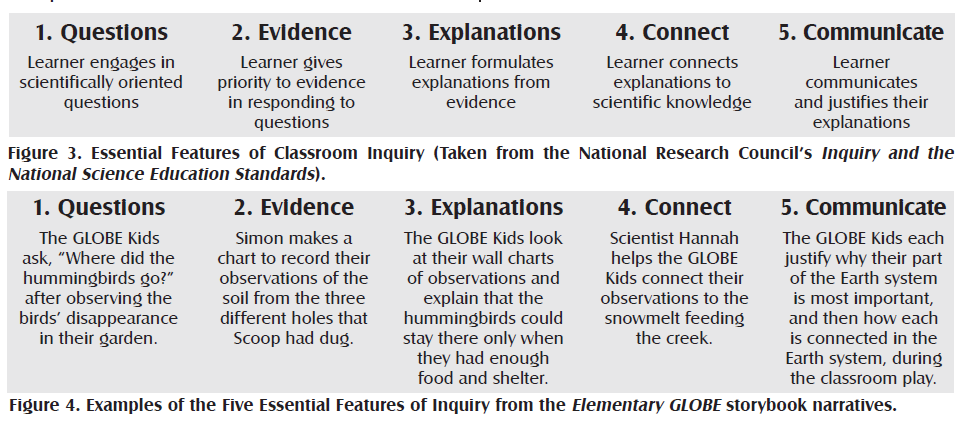 1. Questions
Learner engages in
scientifically oriented
questions
2. Evidence
Learner gives
priority to evidence
in responding to
questions
3. Explanations
Learner formulates
explanations from
evidence
4. Connect
Learner connects
explanations to
scientific knowledge
5. Communicate
Learner
communicates
and justifies their
explanations
Figure 3. Essential Features of Classroom Inquiry (Taken from the National Research Council's Inquiry and the
National Science Education Standards).
1. Questions
The GLOBE Kids
ask, “Where did the
hummingbirds go?”
after observing the
birds’ disappearance
in their garden.
2. Evidence
Simon makes a
chart to record their
observations of the
soil from the three
different holes that
Scoop had dug.
3. Explanations
The GLOBE Kids look
at their wall charts
of observations and
explain that the
hummingbirds could
stay there only when
they had enough
food and shelter.
4. Connect
Scientist Hannah
helps the GLOBE
Kids connect their
observations to the
snowmelt feeding
the creek.
5. Communicate
The GLOBE Kids each
justify why their part
of the Earth system
is most important,
and then how each
is connected in the
Earth system, during
the classroom play.
Figure 4. Examples of the Five Essential Features of Inquiry from the Elementary GLOBE storybook narratives.